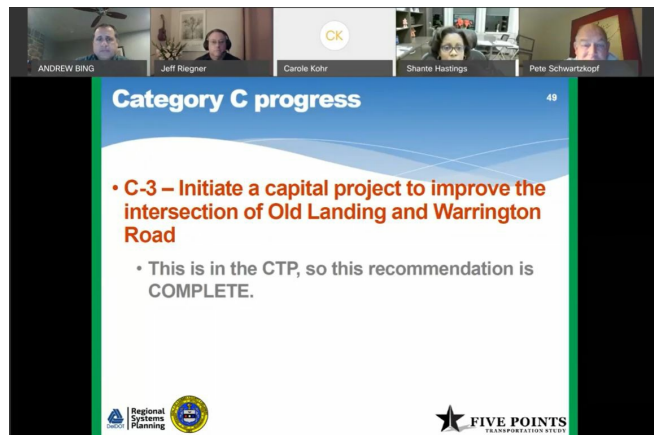 CK
ANDREW BING
Jeff Riegner
Carole Kohr
Shante Hastings
Pete Schwartzkopf
Category C progress
49
• C-3 – Initiate a capital project to improve the
intersection of Old Landing and Warrington
Road
• This is in the CTP, so this recommendation is
COMPLETE.
DelDOT
Regional
Systems
Planning
FIVE POINTS
TRANSPORTATION STUDY